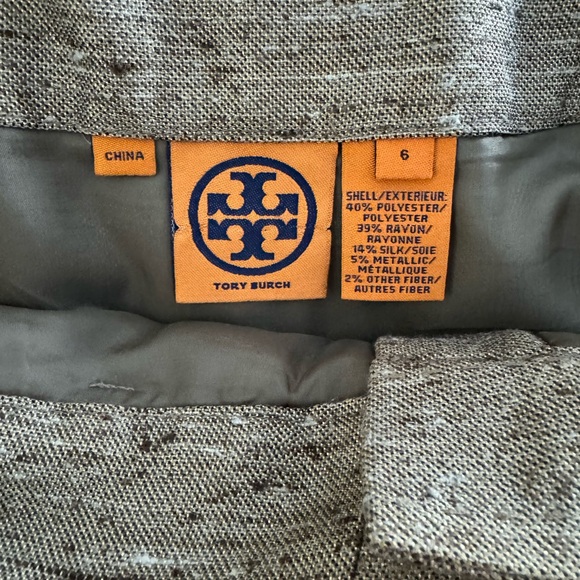 CHINA
TORY BURCH
6
SHELL/EXTERIEUR:
40% POLYESTER/
POLYESTER
39% RAYON/
RAYONNE
14% SILK/SOIE
5% METALLIC/
MÉTALLIQUE
2% OTHER FIBER/
AUTRES FIBER